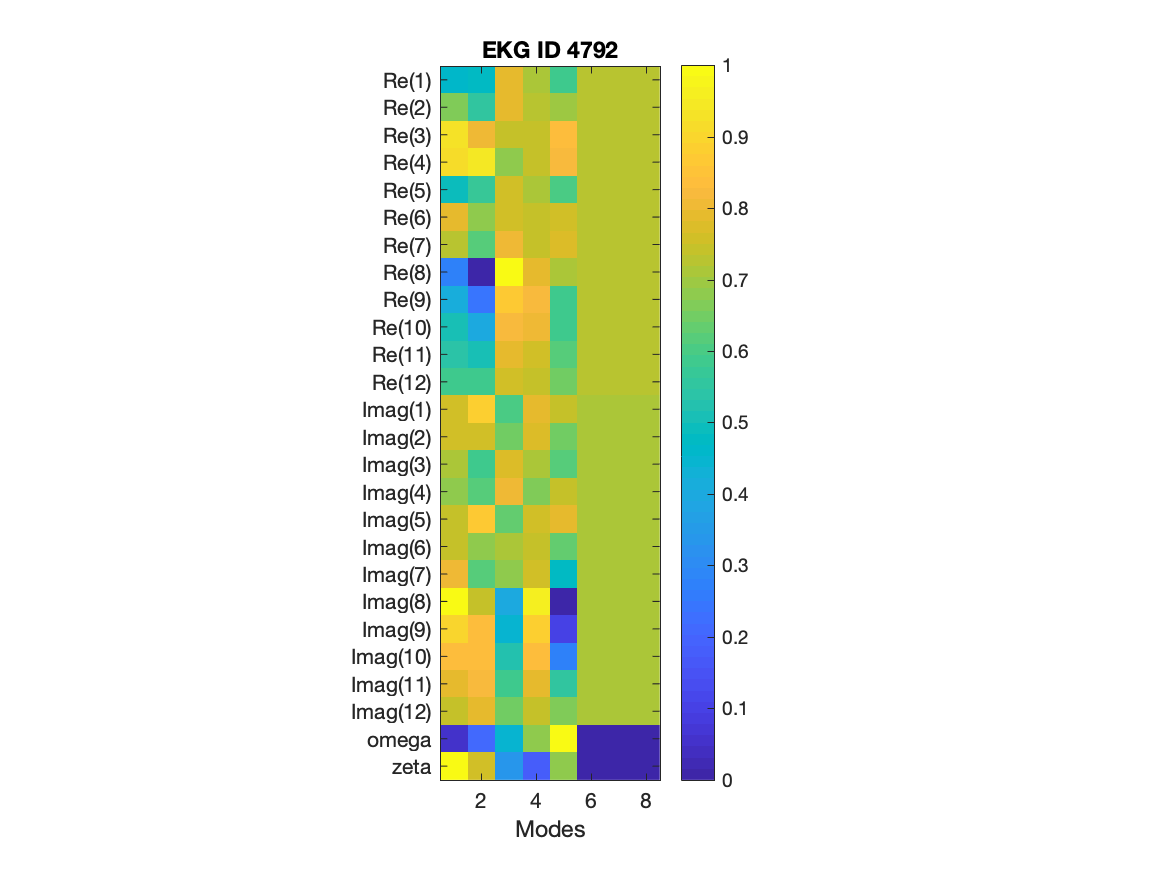 EKG ID 4792
Re(1)
Re(2)
Re(3)
Re(4)
Re(5)
Re(6)
Re(7)
Re(8)
Re(9)
Re(10)
Re(11)
Re(12)
Imag(1)
Imag(2)
Imag(3)
Imag(4)
Imag(5)
Imag(6)
Imag(7)
Imag(8)
Imag(9)
Imag(10)
Imag(11)
Imag(12)
omega
zeta
2 4 6 8
Modes
1
0.9
0.8
0.7
0.6
0.5
0.4
0.3
0.2
0.1
0